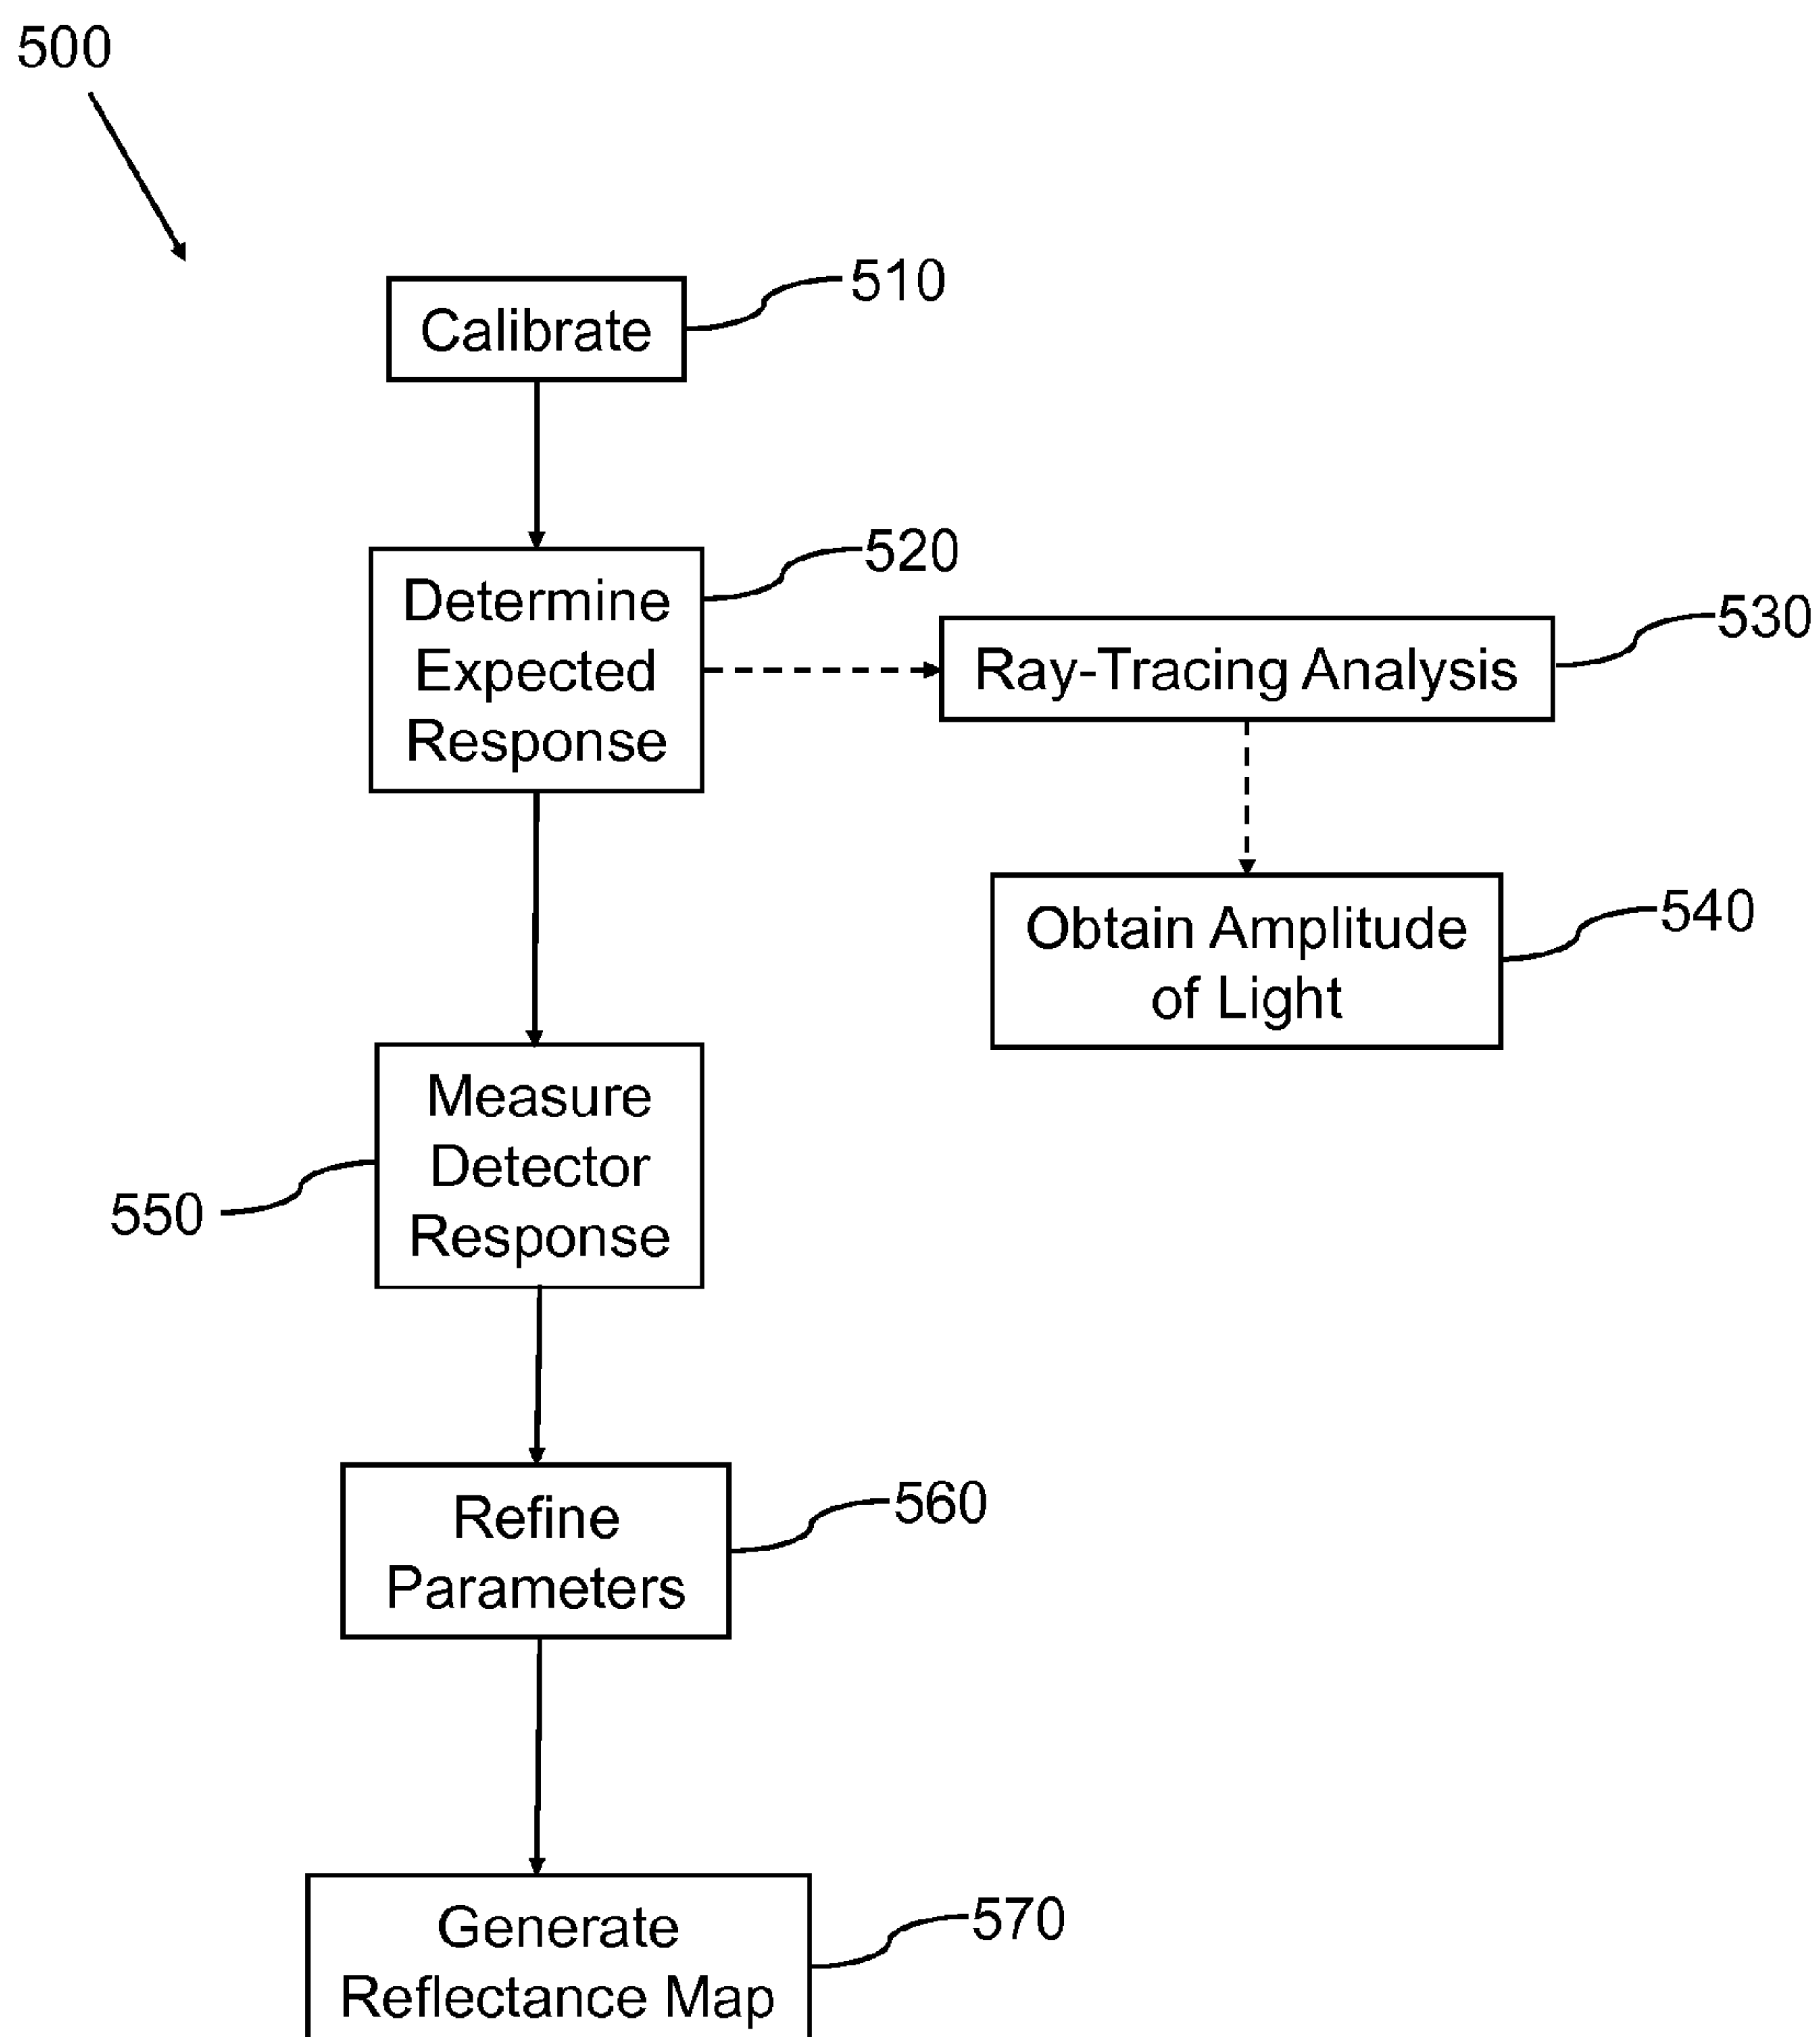 500
Calibrate
510
Determine
Expected
Response
520
Ray-Tracing Analysis
530
Obtain Amplitude
of Light
540
Measure
Detector
Response
550
Refine
Parameters
560
Generate
Reflectance Map
570